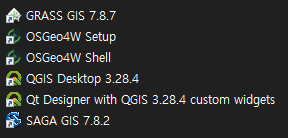 GRASS GIS 7.8.7
OSGeo4W Setup
OSGeo4W Shell
QGIS Desktop 3.28.4
Qt Designer with QGIS 3.28.4 custom widgets
SAGA GIS 7.8.2